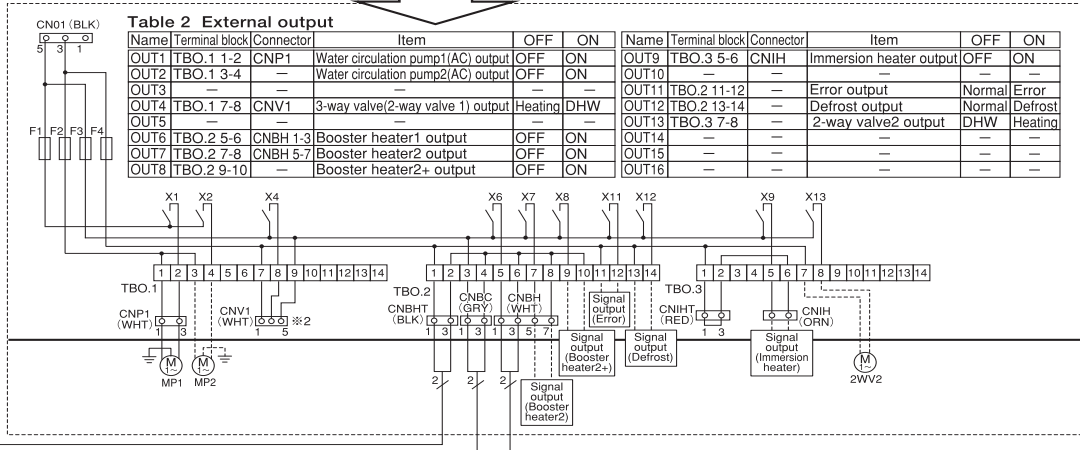 Table 2 External output
CN01 (BLK)
5 3 1
Name Terminal block Connector Item OFF ON
OUT1 TBO.1 1-2 CNP1 Water circulation pump1(AC) output OFF ON
OUT2 TBO.1 3-4 — Water circulation pump2(AC) output OFF ON
OUT3 — — — — —
OUT4 TBO.1 7-8 CNV1 3-way valve(2-way valve 1) output Heating DHW
OUT5 — — — — —
OUT6 TBO.2 5-6 CNBH 1-3 Booster heater1 output OFF ON
OUT7 TBO.2 7-8 CNBH 5-7 Booster heater2 output OFF ON
OUT8 TBO.2 9-10 — Booster heater2+ output OFF ON
Name Terminal block Connector Item OFF ON
OUT9 TBO.3 5-6 CNIH Immersion heater output OFF ON
OUT10 — — — — —
OUT11 TBO.2 11-12 — Error output Normal Error
OUT12 TBO.2 13-14 — Defrost output Normal Defrost
OUT13 TBO.3 7-8 — 2-way valve2 output DHW Heating
OUT14 — — — — —
OUT15 — — — — —
OUT16 — — — — —
F1 F2 F3 F4
X1 X2 X4 X6 X7 X8 X11 X12 X9 X13
1 2 3 4 5 6 7 8 9 10 11 12 13 14
1 2 3 4 5 6 7 8 9 10 11 12 13 14
1 2 3 4 5 6 7 8 9 10 11 12 13 14
TBO.1
TBO.2
TBO.3
CNP1
(WHT)
1 3
CNV1
(WHT)
1 5
※2
CNBHT
(BLK)
1 3
CNBC
(GRY)
1 3
CNBH
(WHT)
1 3 5 7
Signal
output
(Error)
CNIHT
(RED)
1 3
CNIH
(ORN)
Signal
output
(Booster
heater2+)
Signal
output
(Defrost)
Signal
output
(Immersion
heater)
M
1~
MP1
M
1~
MP2
M
1~
2WV2
2 2 2
Signal
output
(Booster
heater2)